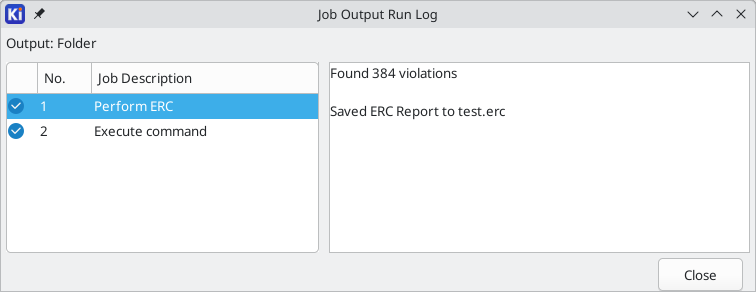 Ki
Job Output Run Log
Output: Folder
No. Job Description
1 Perform ERC
2 Execute command
Found 384 violations
Saved ERC Report to test.erc
Close